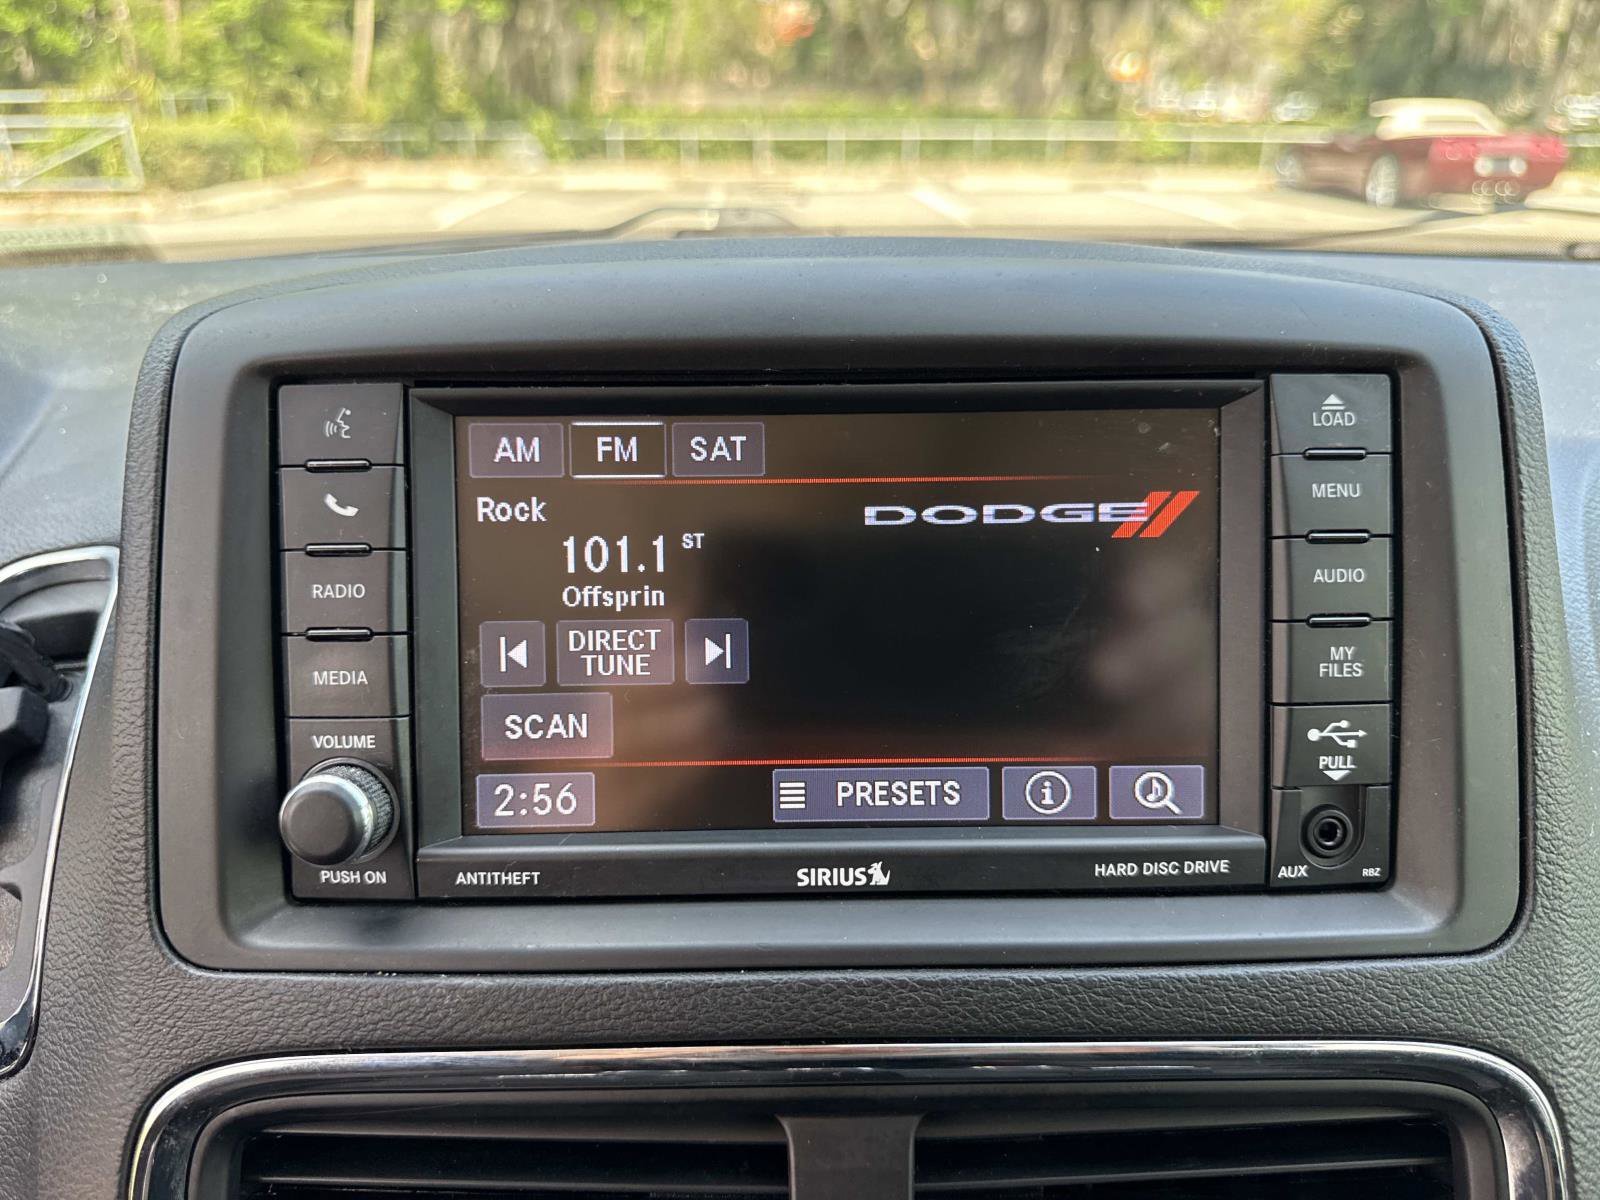 AM FM SAT
Rock
DODGE
101.1 ST
Offsprin
DIRECT
TUNE
SCAN
2:56
PRESETS
i
RADIO
MEDIA
VOLUME
PUSH ON
LOAD
MENU
AUDIO
MY
FILES
PULL
AUX
RBZ
ANTITHEFT
SIRIUS
HARD DISC DRIVE